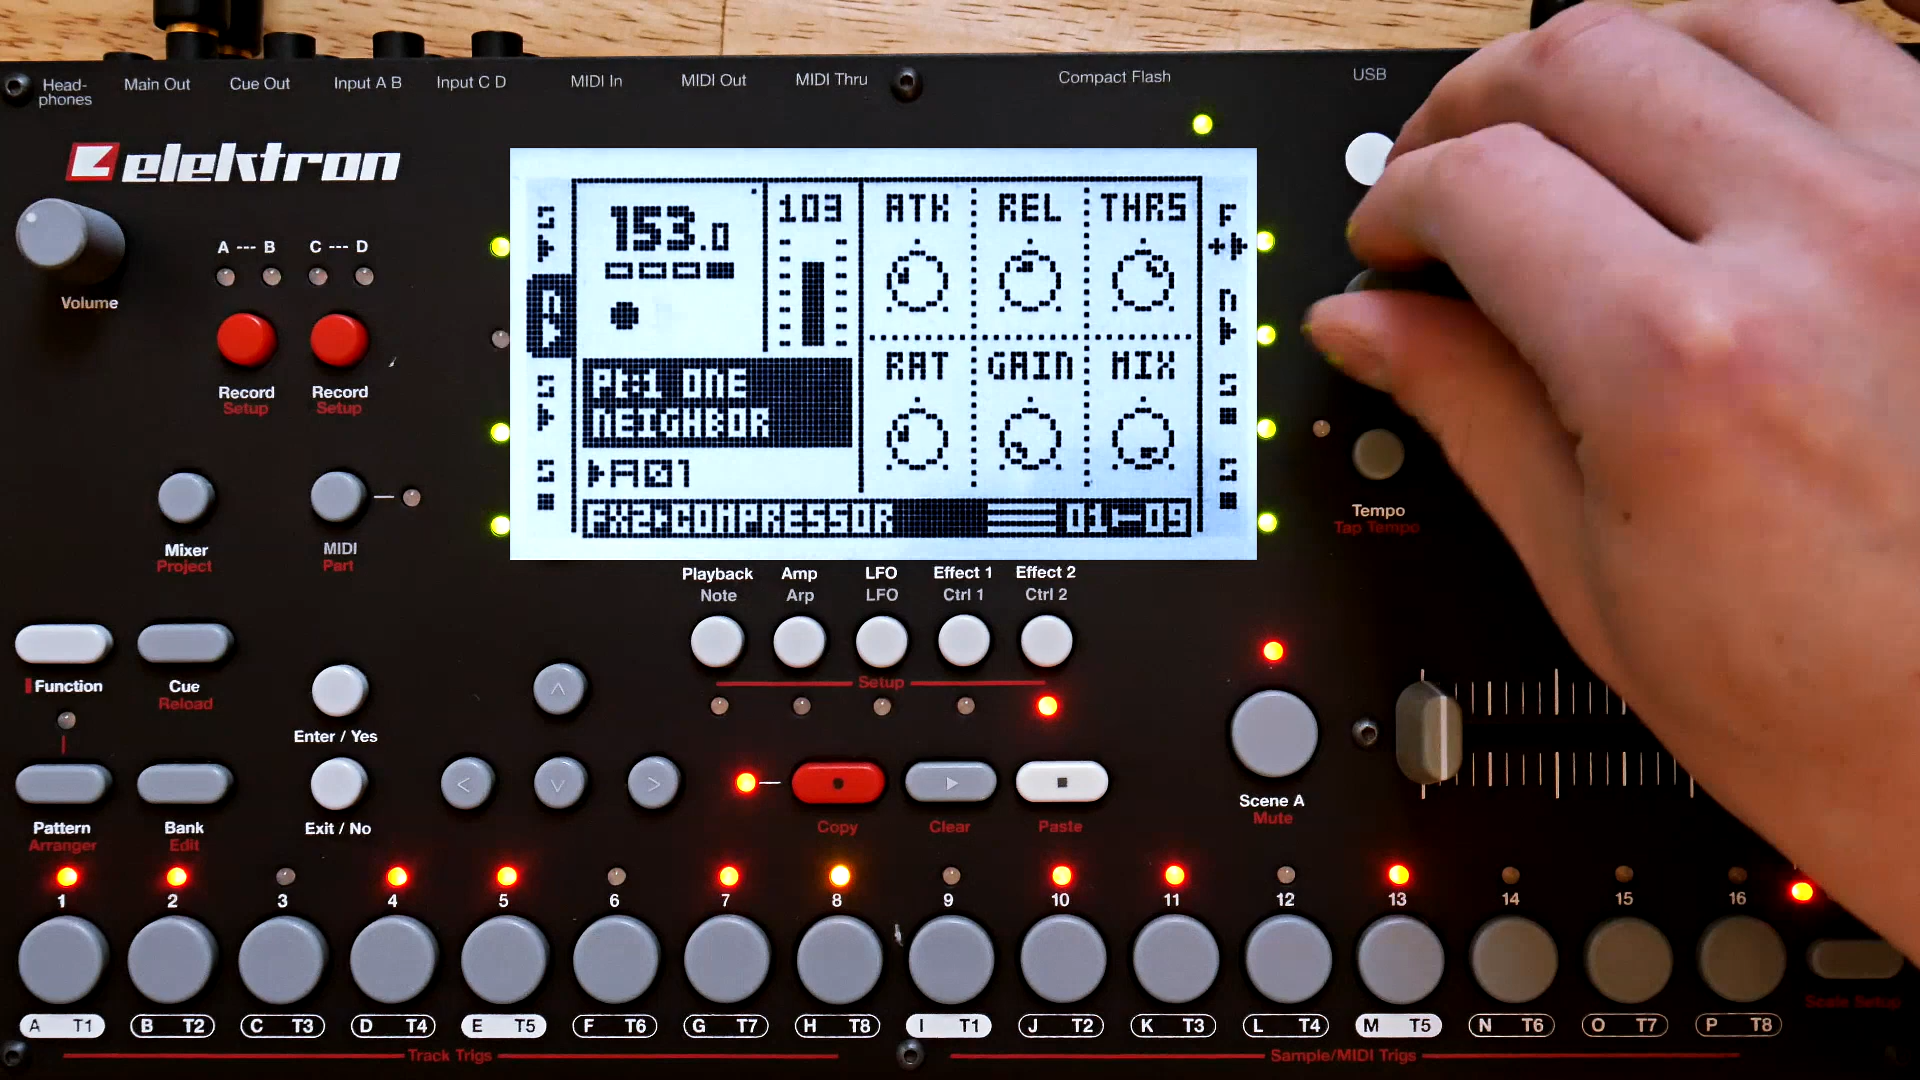 Head-
phones
Main Out
Cue Out
Input A B
Input C D
MIDI In
MIDI Out
MIDI Thru
Compact Flash
USB
elektron
Volume
A --- B
C --- D
Record
Setup
Record
Setup
153.0
103
ATK
REL
THRS
RAT
GAIN
MIX
NEIGHBOR
A01
FX2 COMPRESSOR
Mixer
Project
MIDI
Part
Tempo
Tap Tempo
Playback
Note
Amp
Arp
LFO
LFO
Effect 1
Ctrl 1
Effect 2
Ctrl 2
Setup
Function
Cue
Reload
Enter / Yes
Exit / No
Pattern
Arranger
Bank
Edit
Copy
Clear
Paste
Scene A
Mute
1
2
3
4
5
6
7
8
9
10
11
12
13
14
15
16
Scale Setup
A T1
B T2
C T3
D T4
E T5
F T6
G T7
H T8
I T1
J T2
K T3
L T4
M T5
N T6
O T7
P T8
Track Trigs
Sample/MIDI Trigs